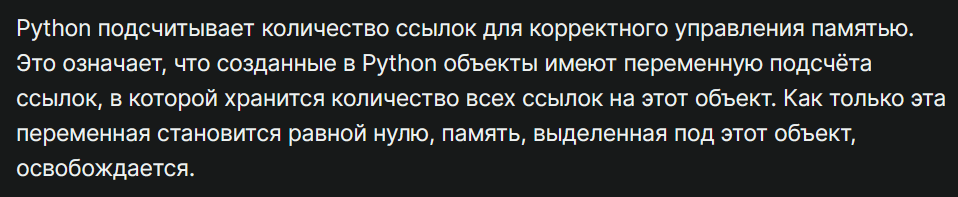 Python подсчитывает количество ссылок для корректного управления памятью.
Это означает, что созданные в Python объекты имеют переменную подсчёта
ссылок, в которой хранится количество всех ссылок на этот объект. Как только эта
переменная становится равной нулю, память, выделенная под этот объект,
освобождается.